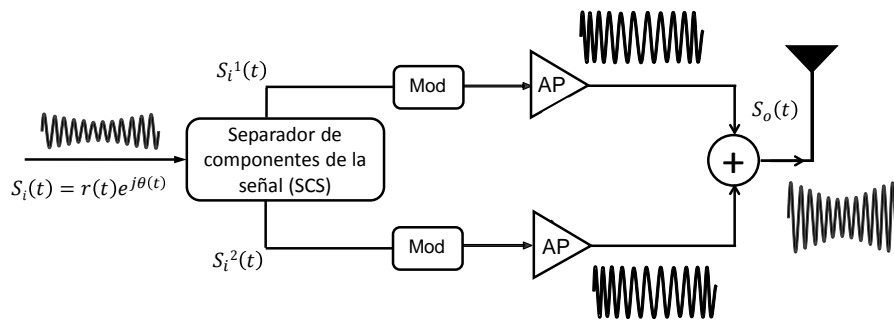 S_i^1(t)
Mod
AP
S_o(t)
Separador de
componentes de la
señal (SCS)
S_i(t) = r(t)e^{jθ(t)}
+
Mod
AP
S_i^2(t)